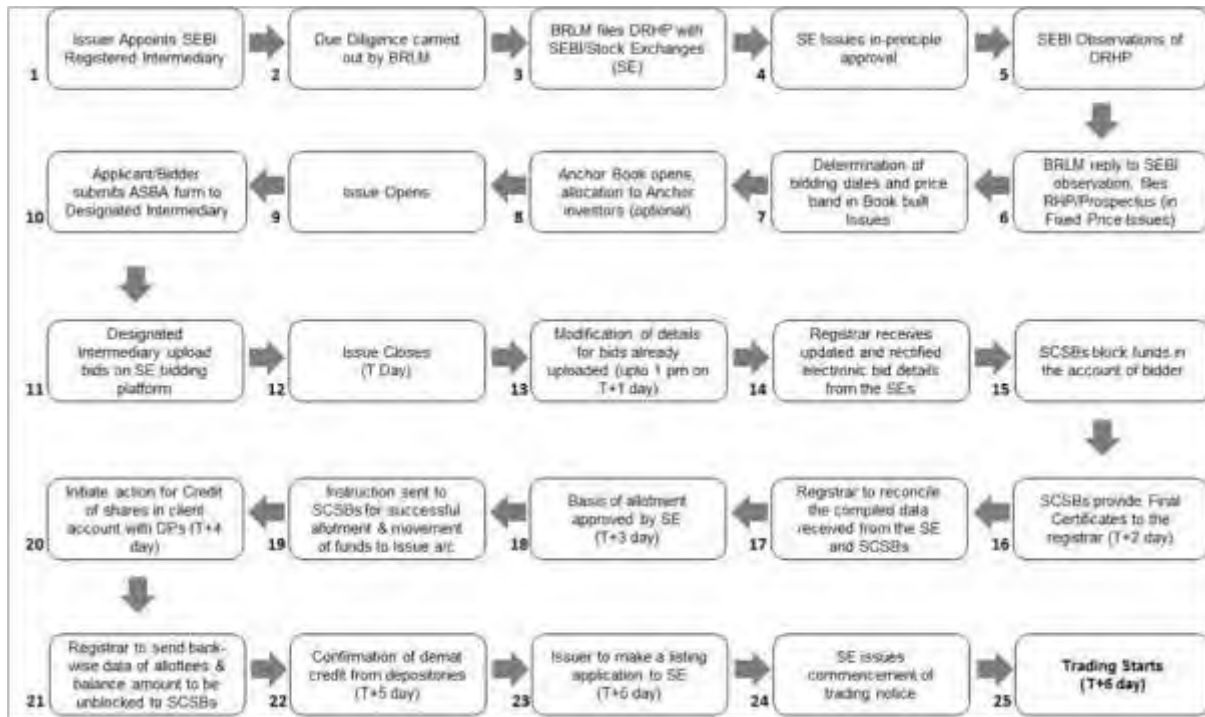 1
Issuer Appoints SEBI
Registered Intermediary
2
Due Diligence carried
out by BRLM
3
BRLM files DRHP with
SEBI/Stock Exchanges
(SE)
4
SE Issues in-principle
approval
5
SEBI Observations of
DRHP
6
BRLM reply to SEBI
observation, files
RHP/Prospectus (in
Fixed Price Issues)
7
Determination of
bidding dates and price
band in Book built
Issues
8
Anchor Book opens,
allocation to Anchor
investors (optional)
9
Issue Opens
10
Applicant/Bidder
submits ASBA form to
Designated Intermediary
11
Designated
Intermediary upload
bids on SE bidding
platform
12
Issue Closes
(T Day)
13
Modification of details
for bids already
uploaded (upto 1 pm on
T+1 day)
14
Registrar receives
updated and rectified
electronic bid details
from the SEs
15
SCSBs block funds in
the account of bidder
16
SCSBs provide Final
Certificates to the
registrar (T+2 day)
17
Registrar to reconcile
the compiled data
received from the SE
and SCSBs
18
Basis of allotment
approved by SE
(T+3 day)
19
Instruction sent to
SCSBs for successful
allotment & movement
of funds to Issue a/c
20
Initiate action for Credit
of shares in client
account with DPs (T+4
day)
21
Registrar to send bank-
wise data of allottees &
balance amount to be
unblocked to SCSBs
22
Confirmation of demat
credit from depositories
(T+5 day)
23
Issuer to make a listing
application to SE
(T+5 day)
24
SE issues
commencement of
trading notice
25
Trading Starts
(T+6 day)